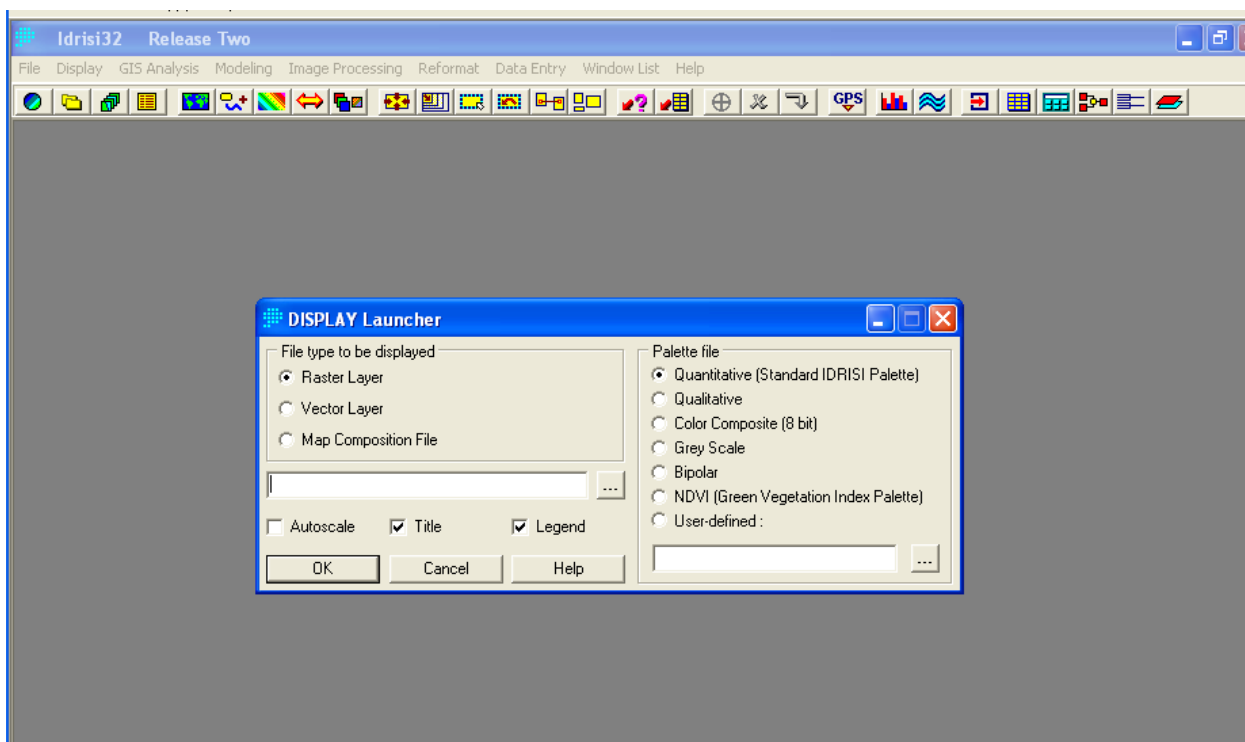 Idrisi32 Release Two
File Display GIS Analysis Modeling Image Processing Reformat Data Entry Window List Help
GPS
DISPLAY Launcher
File type to be displayed
Raster Layer
Vector Layer
Map Composition File
...
Autoscale Title Legend
OK Cancel Help
Palette file
Quantitative (Standard IDRISI Palette)
Qualitative
Color Composite (8 bit)
Grey Scale
Bipolar
NDVI (Green Vegetation Index Palette)
User-defined :
...